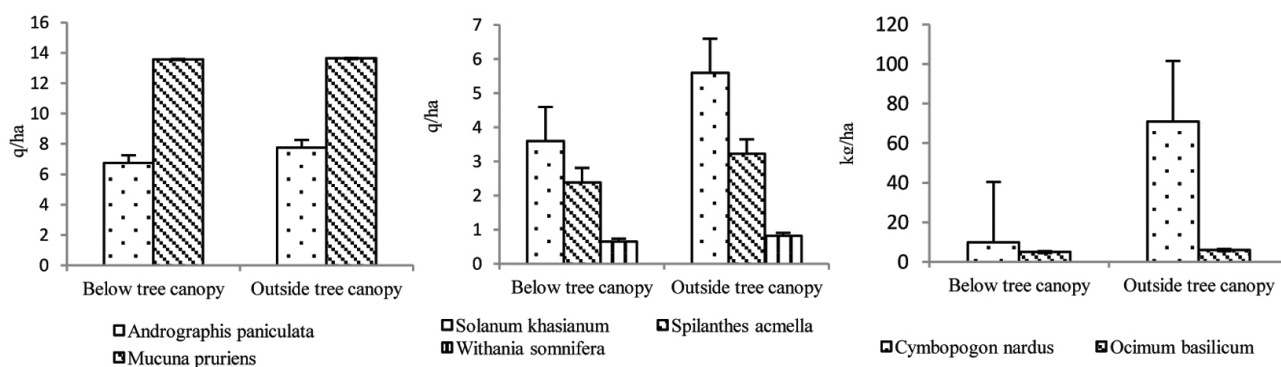 16
14
12
10
8
6
4
2
0
q/ha
Below tree canopy Outside tree canopy
Andrographis paniculata
Mucuna pruriens
7
6
5
4
3
2
1
0
q/ha
Below tree canopy Outside tree canopy
Solanum khasianum Spilanthes acmella
Withania somnifera
120
100
80
60
40
20
0
kg/ha
Below tree canopy Outside tree canopy
Cymbopogon nardus Ocimum basilicum